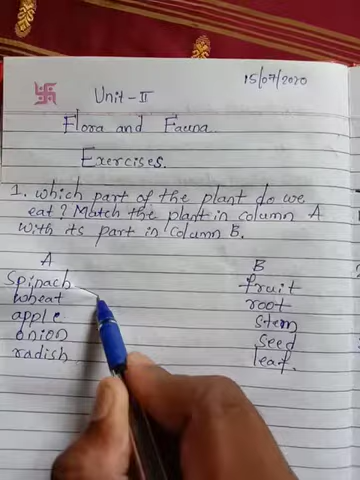 15/07/2020
Unit-II
Flora and Fauna
Exercises.
1. which part of the plant do we
eat? Match the plant in column A
with its part in column B.
A B
Spinach fruit
wheat root
apple stem
onion seed
radish leaf.